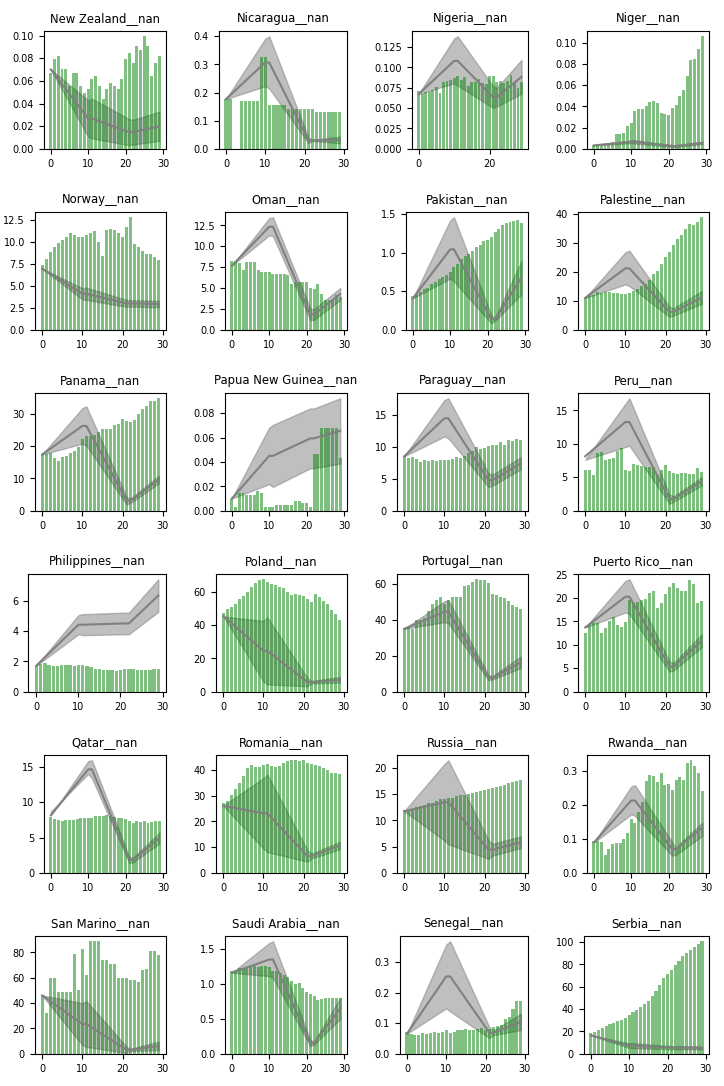 New Zealand__nan Nicaragua__nan Nigeria__nan Niger__nan
0.10 0.08 0.06 0.04 0.02 0.00 0 10 20 30
0.4 0.3 0.2 0.1 0.0 0 10 20 30
0.125 0.100 0.075 0.050 0.025 0.000 0 20
0.10 0.08 0.06 0.04 0.02 0.00 0 10 20 30
Norway__nan Oman__nan Pakistan__nan Palestine__nan
12.5 10.0 7.5 5.0 2.5 0.0 0 10 20 30
12.5 10.0 7.5 5.0 2.5 0.0 0 10 20 30
1.5 1.0 0.5 0.0 0 10 20 30
40 30 20 10 0 0 10 20 30
Panama__nan Papua New Guinea__nan Paraguay__nan Peru__nan
30 20 10 0 0 10 20 30
0.08 0.06 0.04 0.02 0.00 0 10 20 30
15 10 5 0 0 10 20 30
15 10 5 0 0 10 20 30
Philippines__nan Poland__nan Portugal__nan Puerto Rico__nan
6 4 2 0 0 10 20 30
60 40 20 0 0 10 20 30
60 40 20 0 0 10 20 30
25 20 15 10 5 0 0 10 20 30
Qatar__nan Romania__nan Russia__nan Rwanda__nan
15 10 5 0 0 10 20 30
40 30 20 10 0 0 10 20 30
20 15 10 5 0 0 10 20 30
0.3 0.2 0.1 0.0 0 10 20 30
San Marino__nan Saudi Arabia__nan Senegal__nan Serbia__nan
80 60 40 20 0 0 10 20 30
1.5 1.0 0.5 0.0 0 10 20 30
0.3 0.2 0.1 0.0 0 10 20 30
100 80 60 40 20 0 0 10 20 30